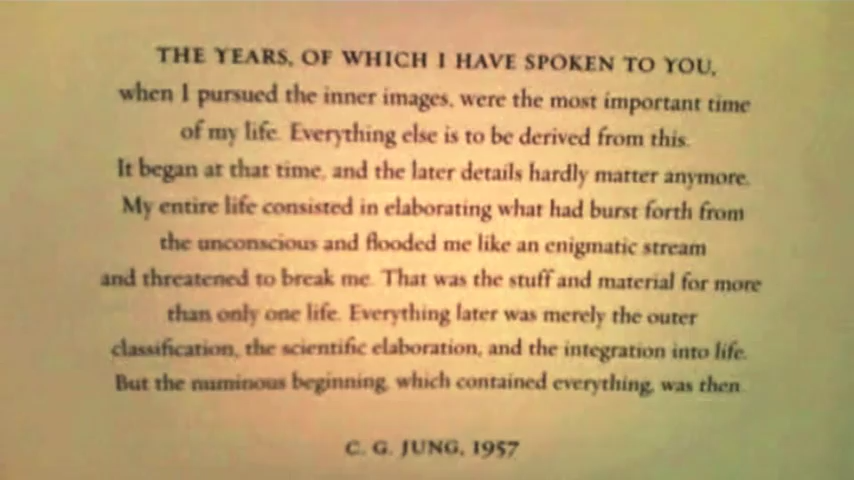 THE YEARS, OF WHICH I HAVE SPOKEN TO YOU,
when I pursued the inner images, were the most important time
of my life. Everything else is to be derived from this.
It began at that time, and the later details hardly matter anymore.
My entire life consisted in elaborating what had burst forth from
the unconscious and flooded me like an enigmatic stream
and threatened to break me. That was the stuff and material for more
than only one life. Everything later was merely the outer
classification, the scientific elaboration, and the integration into life.
But the numinous beginning, which contained everything, was then.
C. G. JUNG, 1957